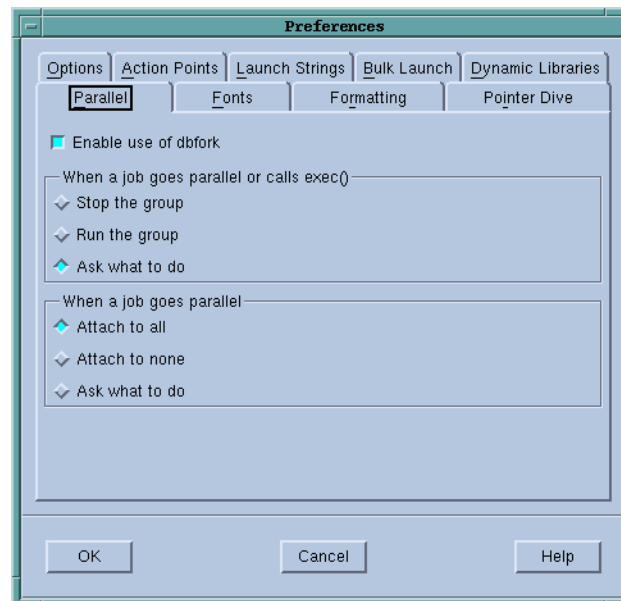 Preferences
Options Action Points Launch Strings Bulk Launch Dynamic Libraries
Parallel Fonts Formatting Pointer Dive
Enable use of dbfork
When a job goes parallel or calls exec()
Stop the group
Run the group
Ask what to do
When a job goes parallel
Attach to all
Attach to none
Ask what to do
OK Cancel Help